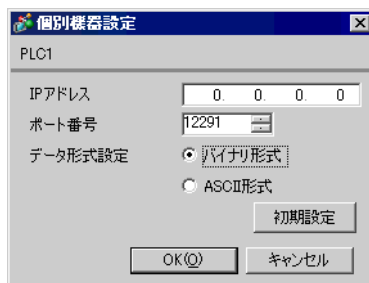 個別機器設定
PLC1
IPアドレス 0. 0. 0. 0
ポート番号 12291
データ形式設定 バイナリ形式
ASCII形式
初期設定
OK(O) キャンセル